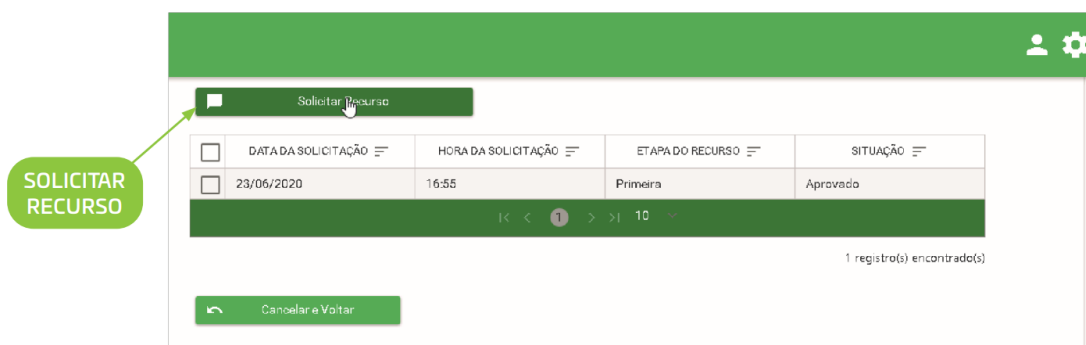 Solicitar Recurso
SOLICITAR
RECURSO
DATA DA SOLICITAÇÃO HORA DA SOLICITAÇÃO ETAPA DO RECURSO SITUAÇÃO
23/06/2020 16:55 Primeira Aprovado
1 10
1 registro(s) encontrado(s)
Cancelar e Voltar